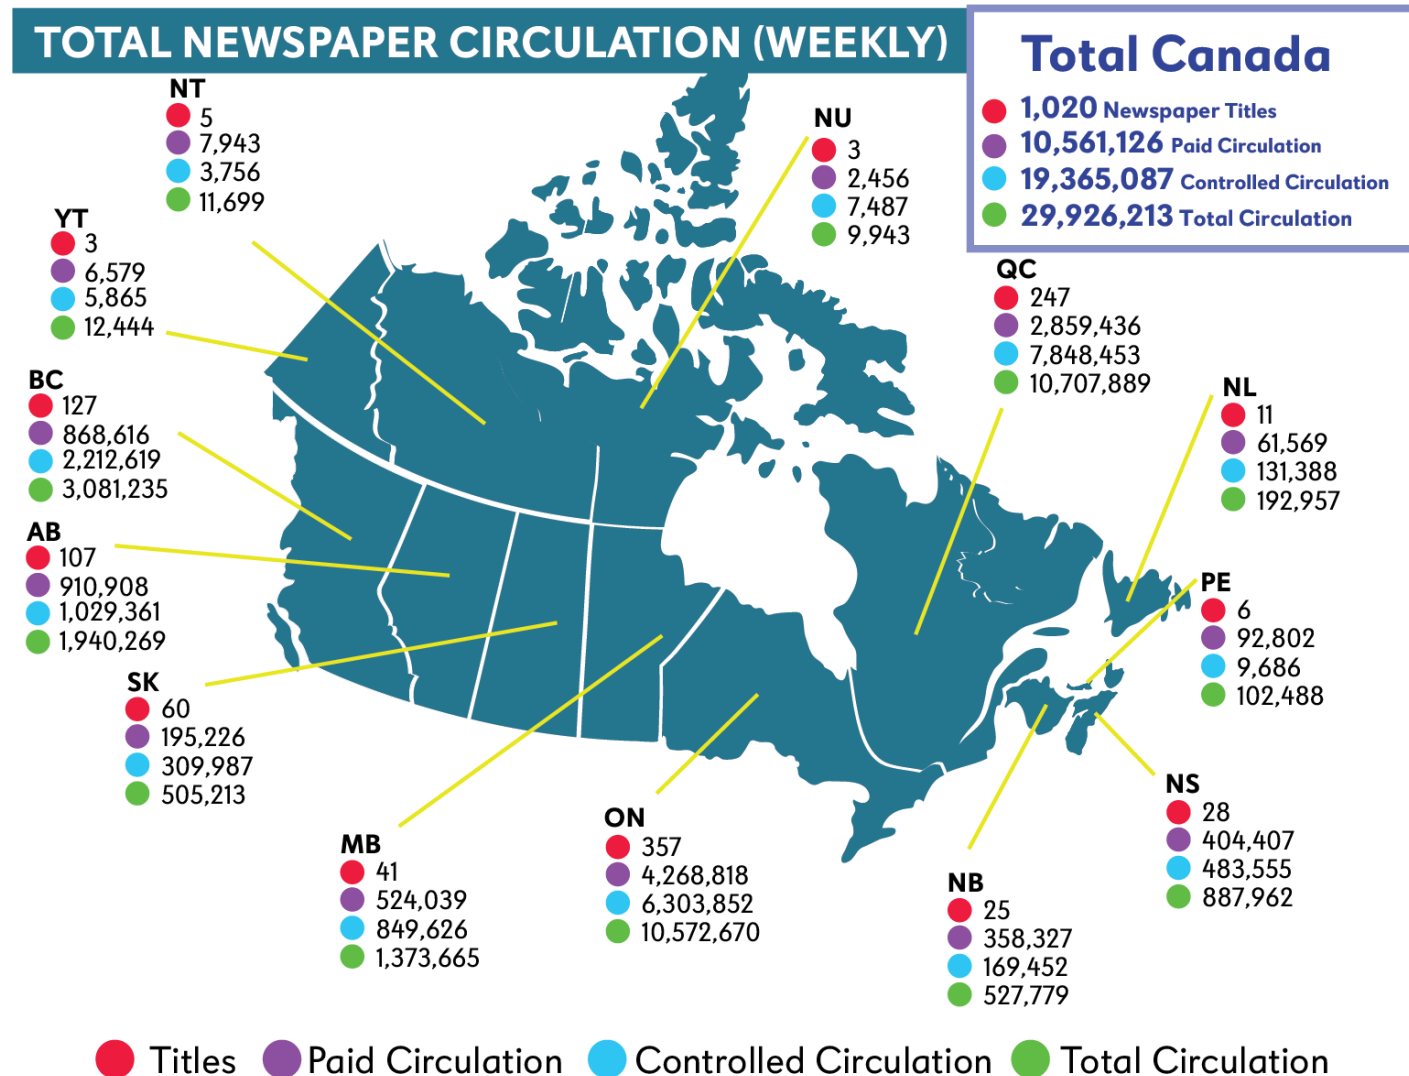 TOTAL NEWSPAPER CIRCULATION (WEEKLY)
Total Canada
1,020 Newspaper Titles
10,561,126 Paid Circulation
19,365,087 Controlled Circulation
29,926,213 Total Circulation
NT
5
7,943
3,756
11,699
NU
3
2,456
7,487
9,943
YT
3
6,579
5,865
12,444
QC
247
2,859,436
7,848,453
10,707,889
BC
127
868,616
2,212,619
3,081,235
NL
11
61,569
131,388
192,957
AB
107
910,908
1,029,361
1,940,269
PE
6
92,802
9,686
102,488
SK
60
195,226
309,987
505,213
NS
28
404,407
483,555
887,962
MB
41
524,039
849,626
1,373,665
ON
357
4,268,818
6,303,852
10,572,670
NB
25
358,327
169,452
527,779
Titles Paid Circulation Controlled Circulation Total Circulation